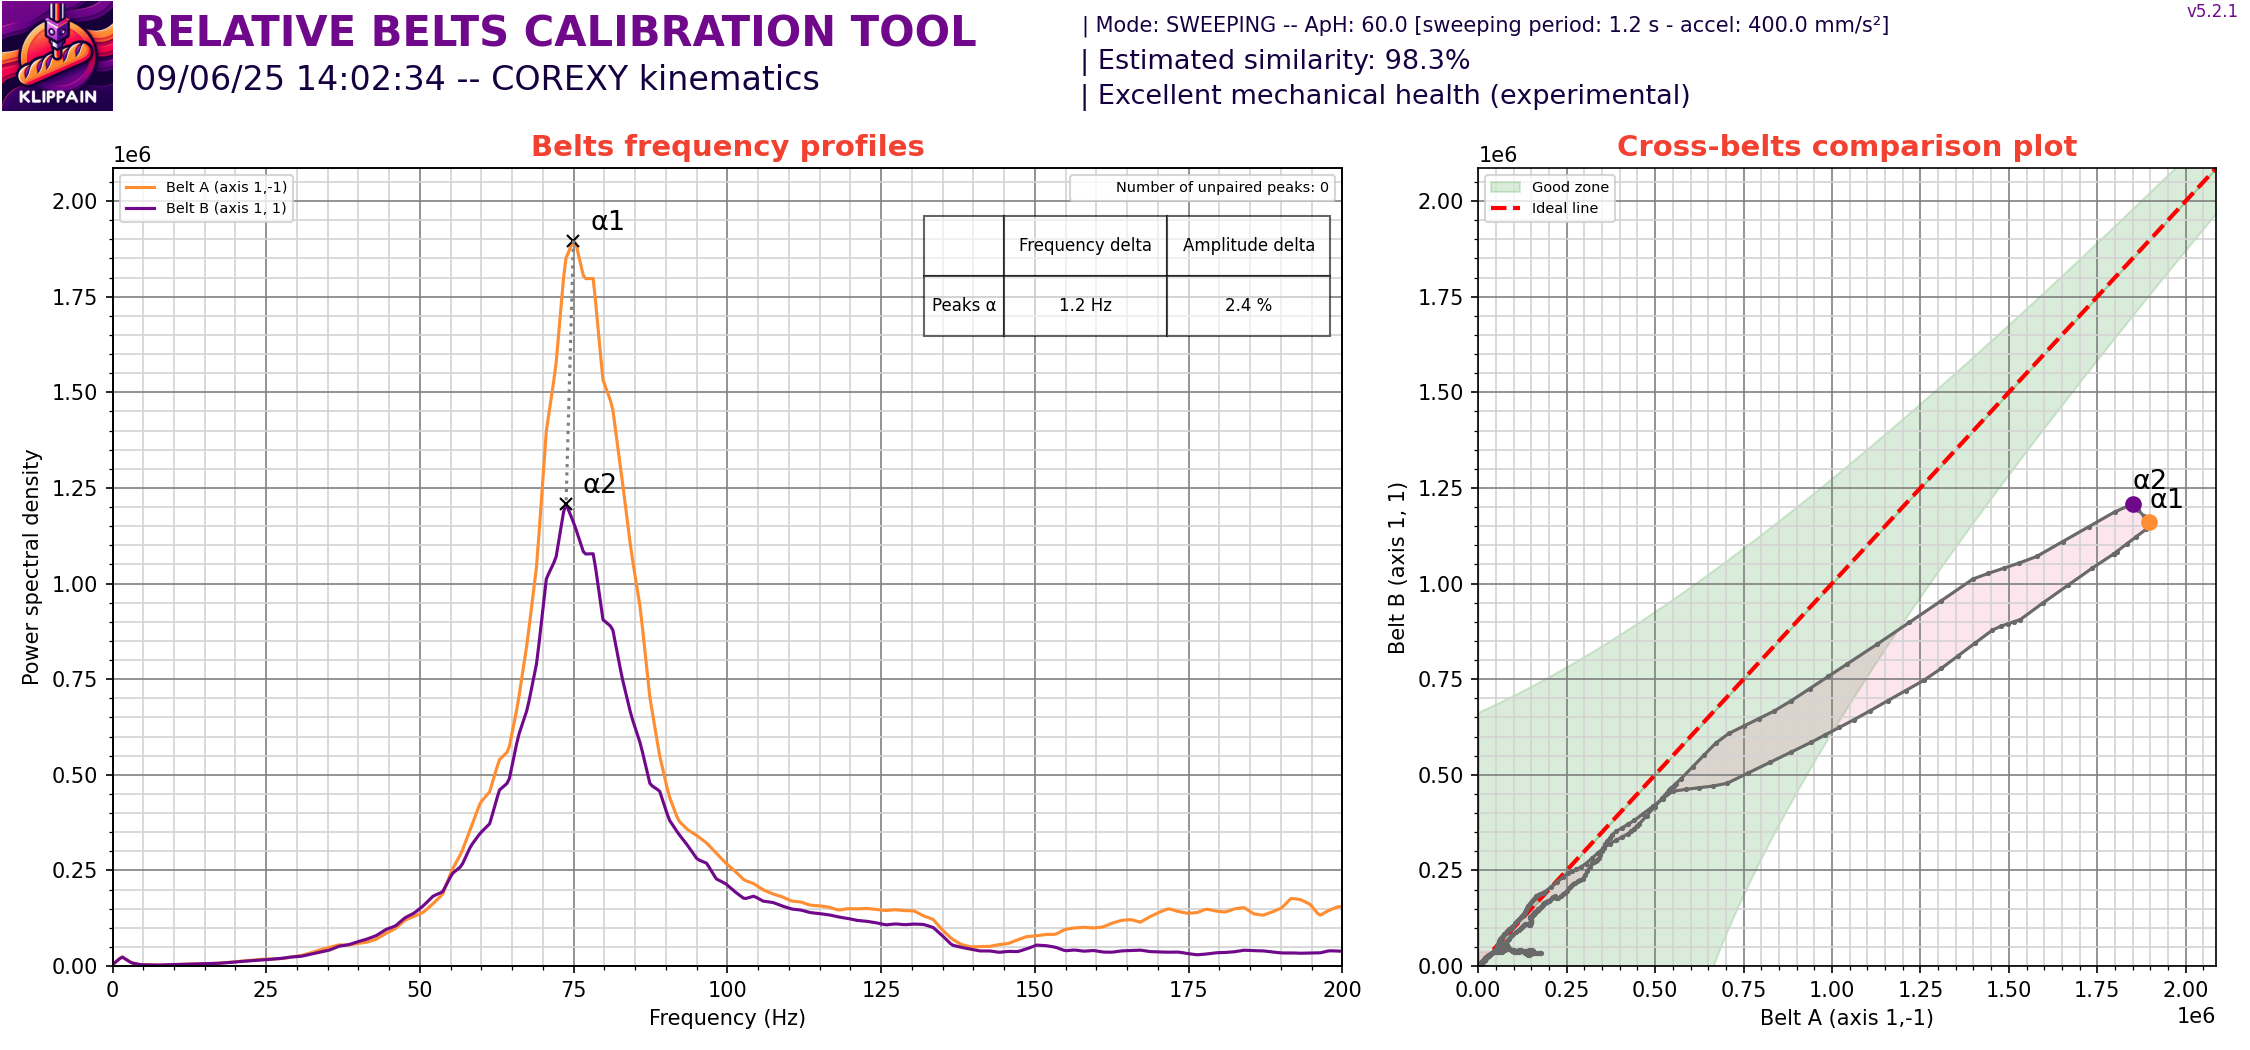 KLIPPAIN
RELATIVE BELTS CALIBRATION TOOL
09/06/25 14:02:34 -- COREXY kinematics
| Mode: SWEEPING -- ApH: 60.0 [sweeping period: 1.2 s - accel: 400.0 mm/s²]
| Estimated similarity: 98.3%
| Excellent mechanical health (experimental)
v5.2.1
Belts frequency profiles
1e6
Belt A (axis 1,-1)
Belt B (axis 1, 1)
Number of unpaired peaks: 0
Frequency delta Amplitude delta
Peaks α 1.2 Hz 2.4 %
α1
α2
Power spectral density
2.00
1.75
1.50
1.25
1.00
0.75
0.50
0.25
0.00
0 25 50 75 100 125 150 175 200
Frequency (Hz)
Cross-belts comparison plot
1e6
Good zone
Ideal line
α2
α1
Belt B (axis 1, 1)
2.00
1.75
1.50
1.25
1.00
0.75
0.50
0.25
0.00
0.00 0.25 0.50 0.75 1.00 1.25 1.50 1.75 2.00
Belt A (axis 1,-1)
1e6